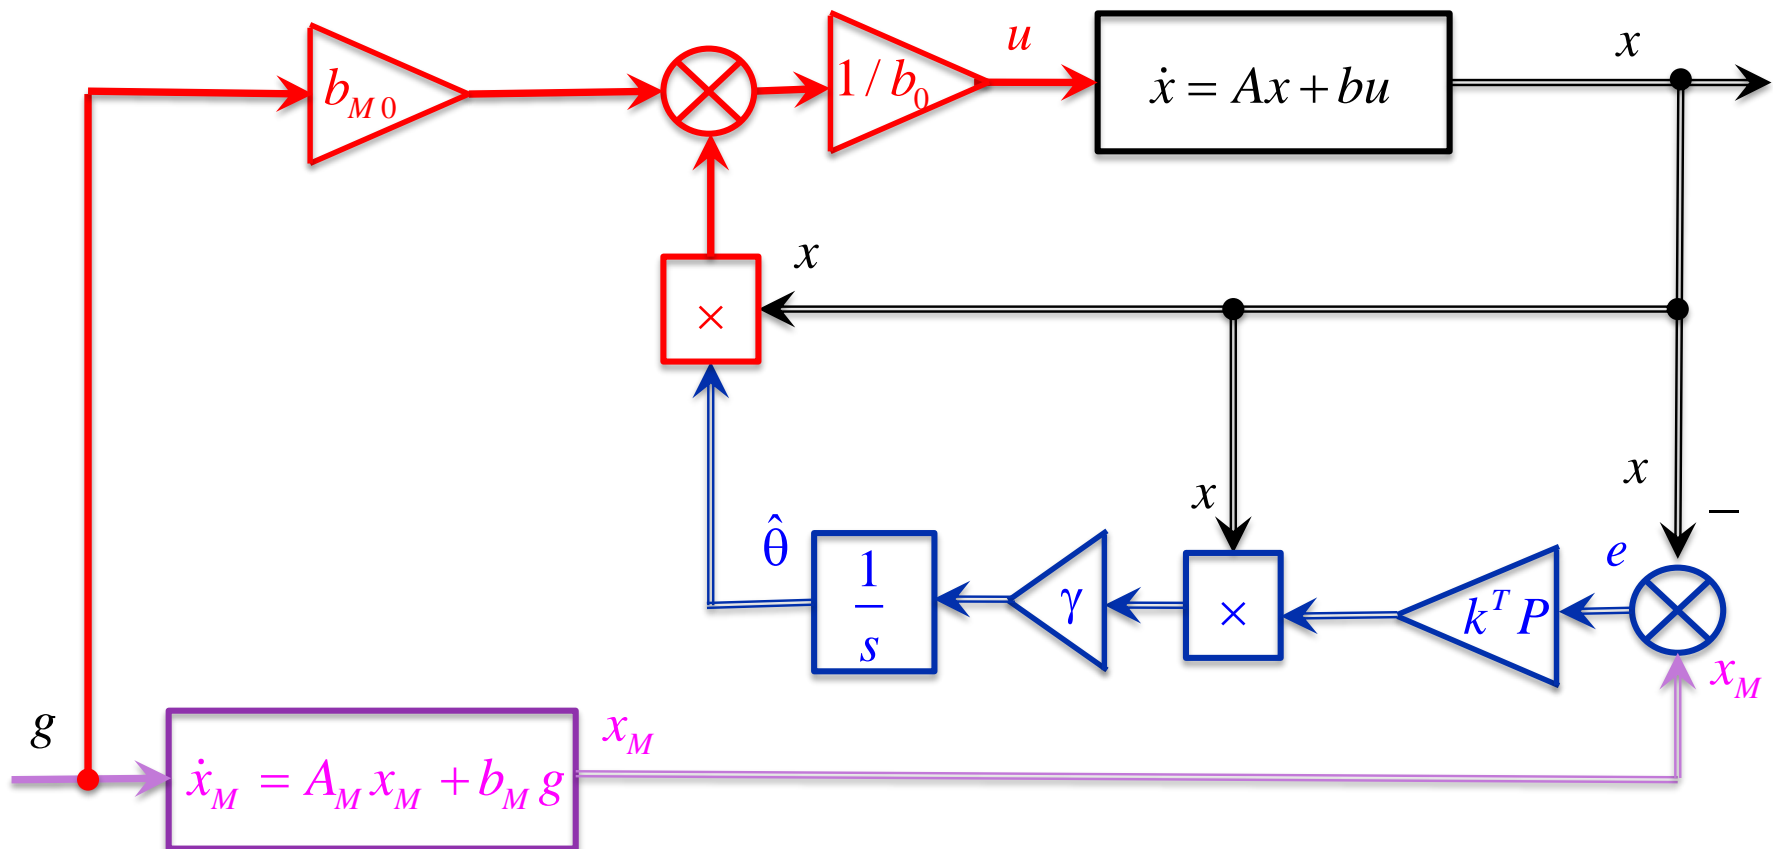 u
x
b_{M0}
1/b_0
ẋ = Ax + bu
x
×
x
x
θ̂
1
s
γ
×
k^T P
e
−
g
x_M
x_M
ẋ_M = A_M x_M + b_M g